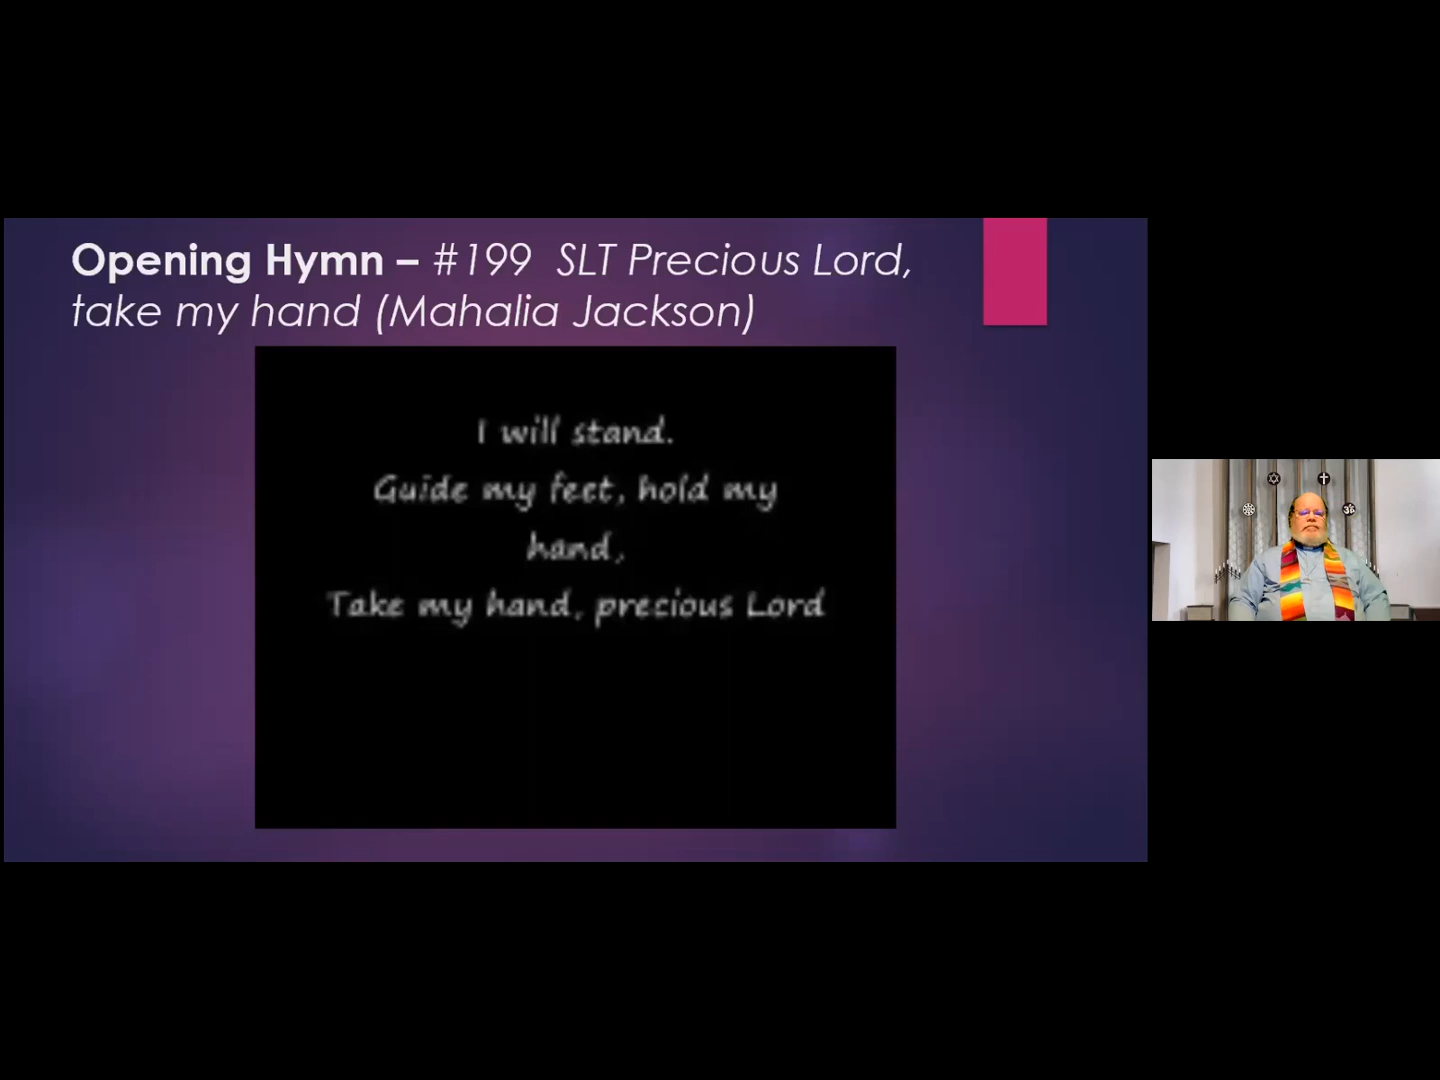 Opening Hymn – #199  SLT Precious Lord,
take my hand (Mahalia Jackson)
I will stand.
Guide my feet, hold my
hand,
Take my hand, precious Lord